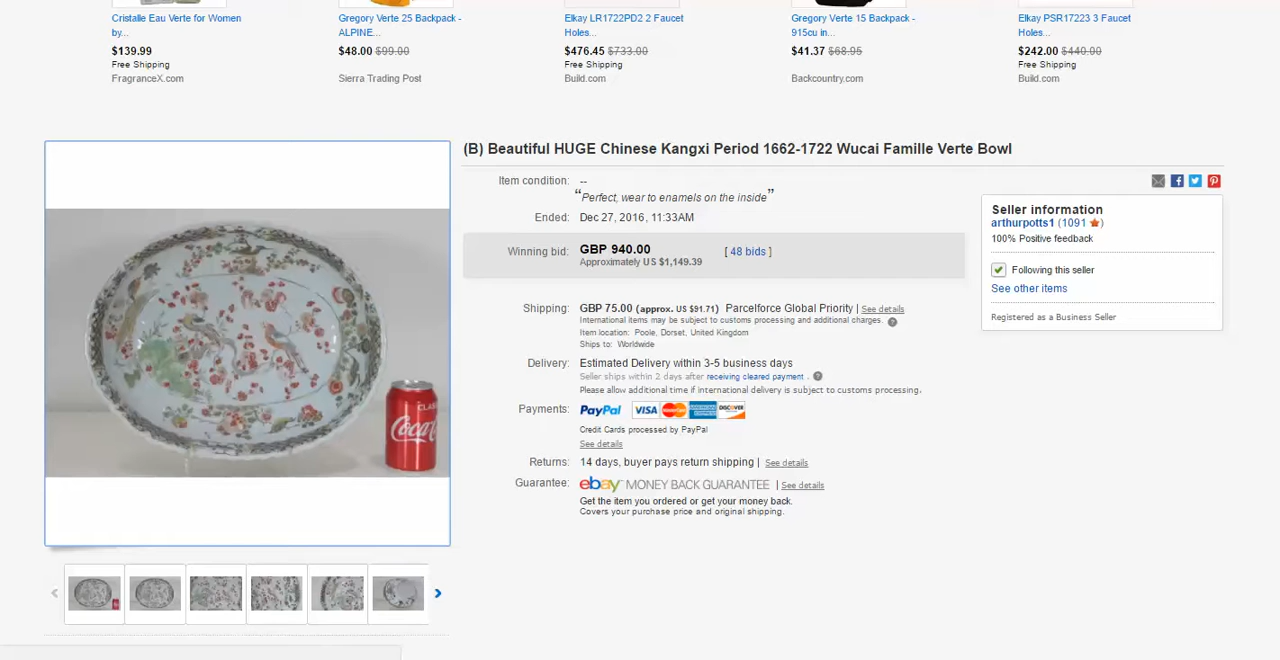 Cristalle Eau Verte for Women
by...
$139.99
Free Shipping
FragranceX.com
Gregory Verte 25 Backpack -
ALPINE...
$48.00 $99.00
Sierra Trading Post
Elkay LR1722PD2 2 Faucet
Holes...
$476.45 $733.00
Free Shipping
Build.com
Gregory Verte 15 Backpack -
915cu in...
$41.37 $68.95
Backcountry.com
Elkay PSR17223 3 Faucet
Holes...
$242.00 $440.00
Free Shipping
Build.com
(B) Beautiful HUGE Chinese Kangxi Period 1662-1722 Wucai Famille Verte Bowl
Item condition: --
“Perfect, wear to enamels on the inside”
Ended: Dec 27, 2016, 11:33AM
Winning bid: GBP 940.00 [ 48 bids ]
Approximately US $1,149.39
Shipping: GBP 75.00 (approx. US $91.71) Parcelforce Global Priority | See details
International items may be subject to customs processing and additional charges. ?
Item location: Poole, Dorset, United Kingdom
Ships to: Worldwide
Delivery: Estimated Delivery within 3-5 business days
Seller ships within 2 days after receiving cleared payment . ?
Please allow additional time if international delivery is subject to customs processing.
Payments: PayPal VISA MasterCard AMERICAN EXPRESS DISCOVER
Credit Cards processed by PayPal
See details
Returns: 14 days, buyer pays return shipping | See details
Guarantee: ebay MONEY BACK GUARANTEE | See details
Get the item you ordered or get your money back.
Covers your purchase price and original shipping.
Seller information
arthurpotts1 (1091 ★)
100% Positive feedback
Following this seller
See other items
Registered as a Business Seller
CLAS
Coca-C